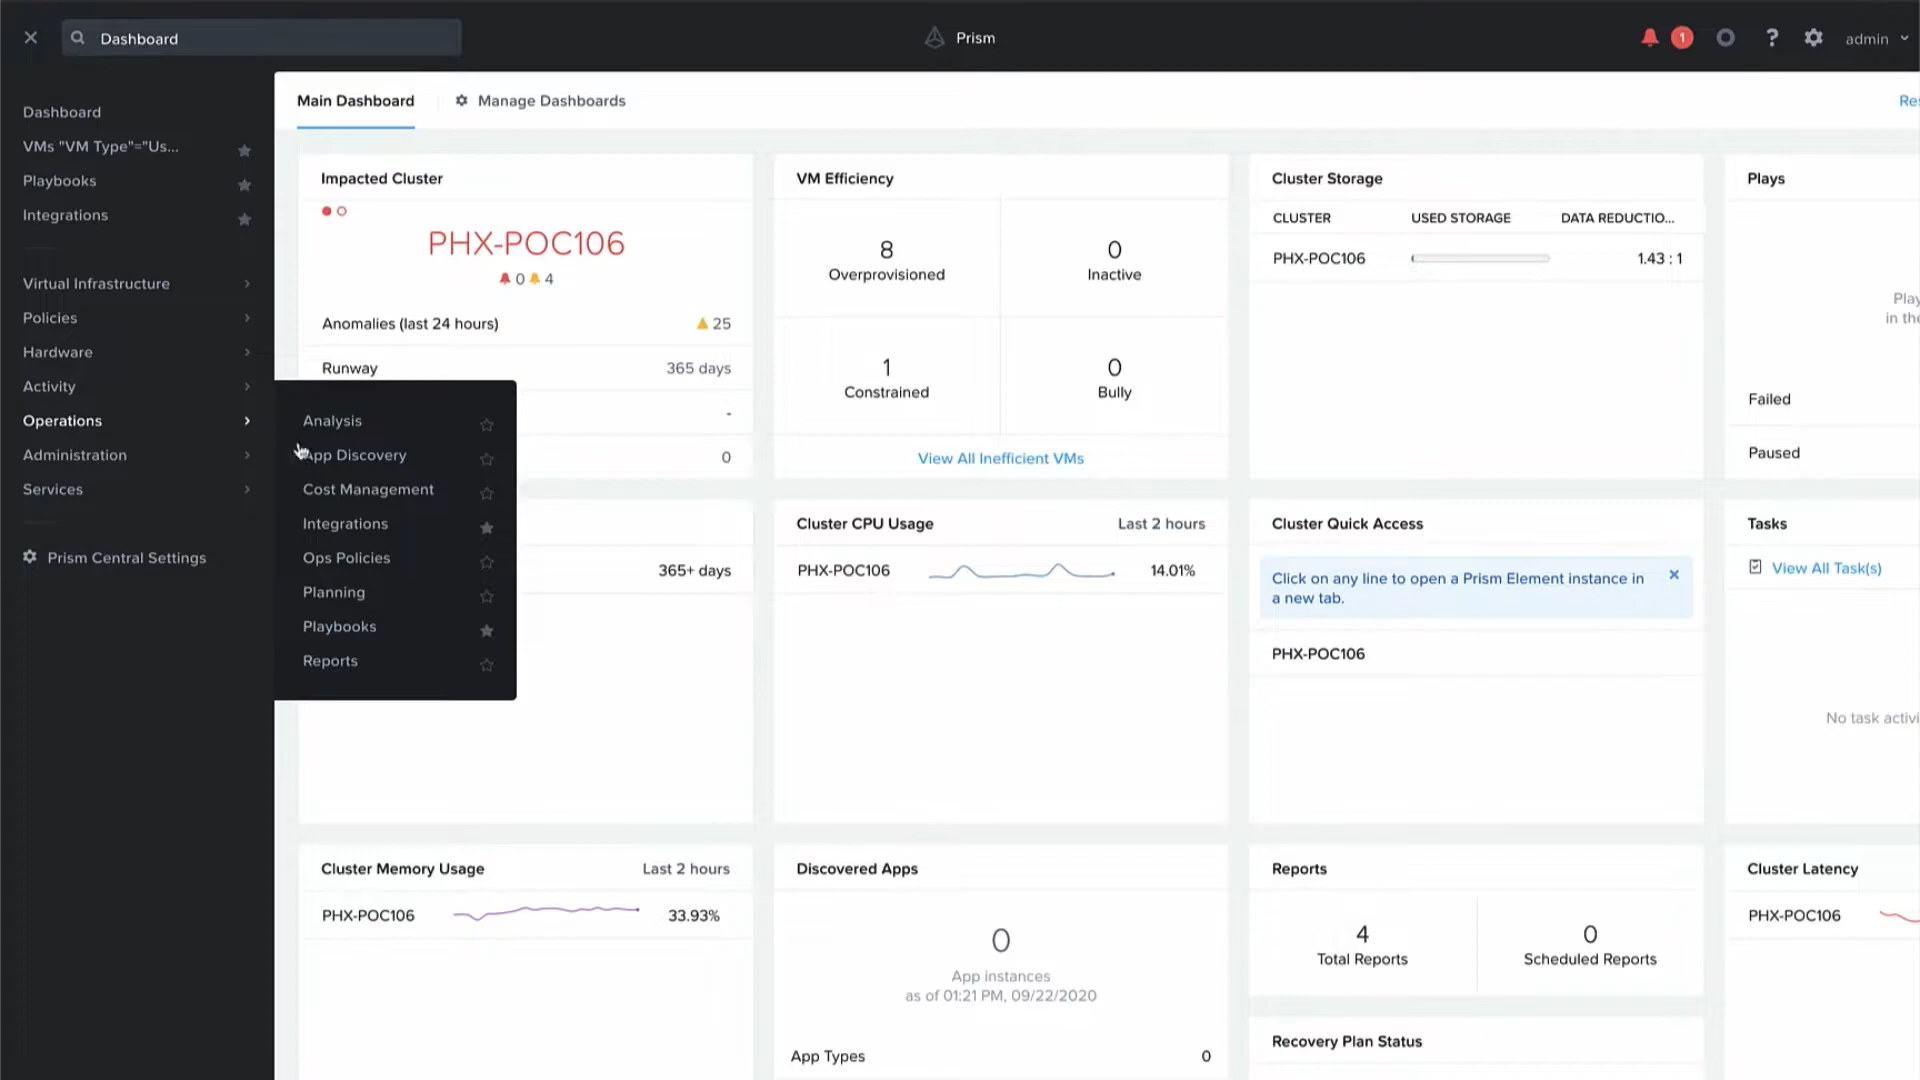 Dashboard
Prism
1
?
admin
Dashboard
VMs "VM Type"="Us...
Playbooks
Integrations
Virtual Infrastructure
Policies
Hardware
Activity
Operations
Administration
Services
Prism Central Settings
Analysis
App Discovery
Cost Management
Integrations
Ops Policies
Planning
Playbooks
Reports
Main Dashboard
Manage Dashboards
Impacted Cluster
PHX-POC106
0 4
Anomalies (last 24 hours) 25
Runway 365 days
-
0
VM Efficiency
8
Overprovisioned
0
Inactive
1
Constrained
0
Bully
View All Inefficient VMs
Cluster Storage
CLUSTER USED STORAGE DATA REDUCTIO...
PHX-POC106 1.43 : 1
Plays
in the
Failed
Paused
365+ days
Cluster CPU Usage Last 2 hours
PHX-POC106 14.01%
Cluster Quick Access
Click on any line to open a Prism Element instance in
a new tab.
PHX-POC106
Tasks
View All Task(s)
No task activi
Cluster Memory Usage Last 2 hours
PHX-POC106 33.93%
Discovered Apps
0
App instances
as of 01:21 PM, 09/22/2020
App Types 0
Reports
4
Total Reports
0
Scheduled Reports
Recovery Plan Status
Cluster Latency
PHX-POC106